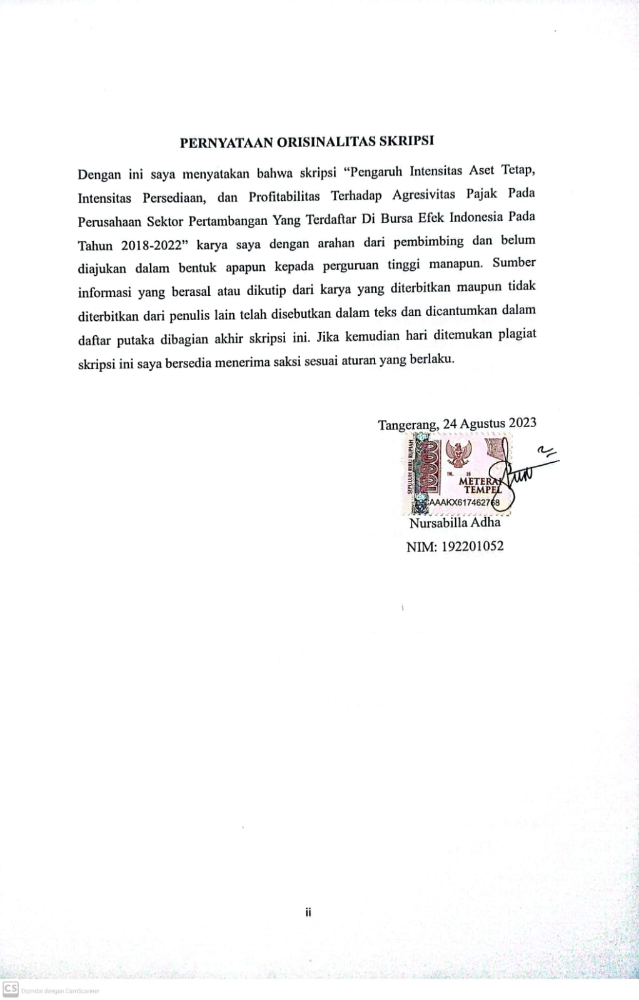 PERNYATAAN ORISINALITAS SKRIPSI
Dengan ini saya menyatakan bahwa skripsi “Pengaruh Intensitas Aset Tetap,
Intensitas Persediaan, dan Profitabilitas Terhadap Agresivitas Pajak Pada
Perusahaan Sektor Pertambangan Yang Terdaftar Di Bursa Efek Indonesia Pada
Tahun 2018-2022” karya saya dengan arahan dari pembimbing dan belum
diajukan dalam bentuk apapun kepada perguruan tinggi manapun. Sumber
informasi yang berasal atau dikutip dari karya yang diterbitkan maupun tidak
diterbitkan dari penulis lain telah disebutkan dalam teks dan dicantumkan dalam
daftar putaka dibagian akhir skripsi ini. Jika kemudian hari ditemukan plagiat
skripsi ini saya bersedia menerima saksi sesuai aturan yang berlaku.
Tangerang, 24 Agustus 2023
SEPULUH RIBU RUPIAH
10000
TGL. 20
METERAI
TEMPEL
CAAAKX617462768
Nursabilla Adha
NIM: 192201052
ii
CS Dipindai dengan CamScanner